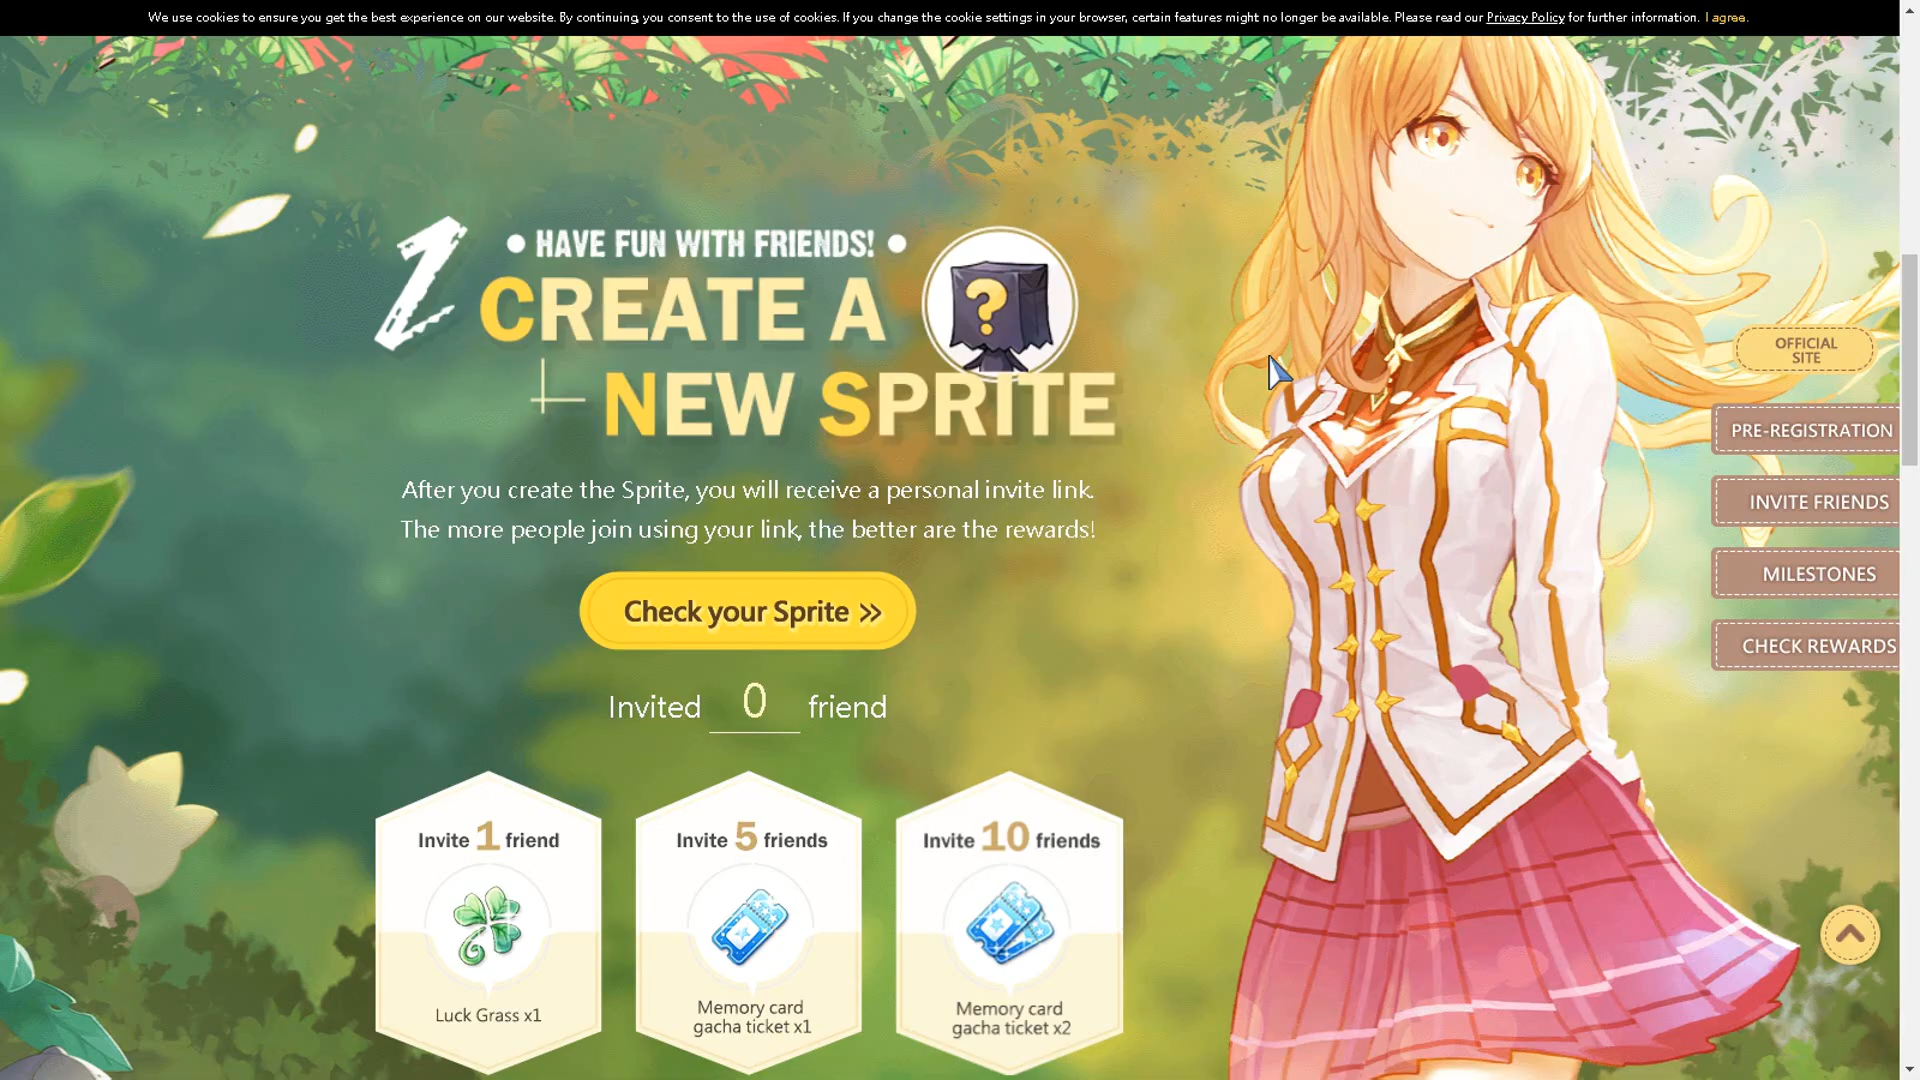 We use cookies to ensure you get the best experience on our website. By continuing, you consent to the use of cookies. If you change the cookie settings in your browser, certain features might no longer be available. Please read our Privacy Policy for further information. I agree.
2
HAVE FUN WITH FRIENDS!
CREATE A
?
NEW SPRITE
OFFICIAL
SITE
PRE-REGISTRATION
INVITE FRIENDS
MILESTONES
CHECK REWARDS
After you create the Sprite, you will receive a personal invite link.
The more people join using your link, the better are the rewards!
Check your Sprite »
Invited 0 friend
Invite 1 friend
Luck Grass x1
Invite 5 friends
Memory card
gacha ticket x1
Invite 10 friends
Memory card
gacha ticket x2